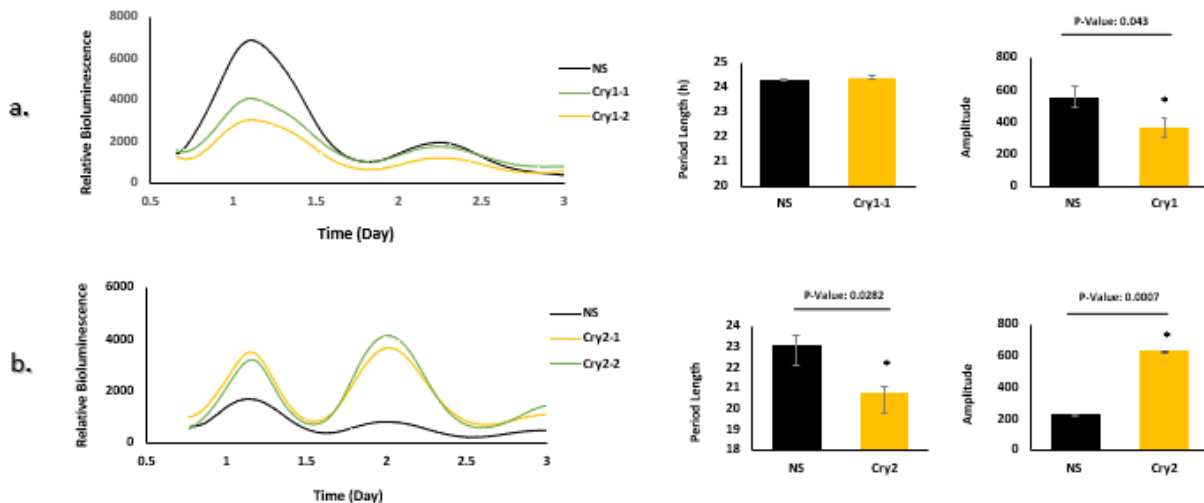 a.
Relative Bioluminescence
8000
6000
4000
2000
0
0.5
1
1.5
2
2.5
3
Time (Day)
NS
Cry1-1
Cry1-2
Period Length (h)
25
24
23
22
21
20
NS
Cry1-1
P-Value: 0.043
Amplitude
800
600
400
200
0
*
NS
Cry1
b.
Relative Bioluminescence
6000
4000
2000
0
0.5
1
1.5
2
2.5
3
Time (Day)
NS
Cry2-1
Cry2-2
P-Value: 0.0282
Period Length
24
23
22
21
20
19
18
*
NS
Cry2
P-Value: 0.0007
Amplitude
800
600
400
200
0
*
NS
Cry2